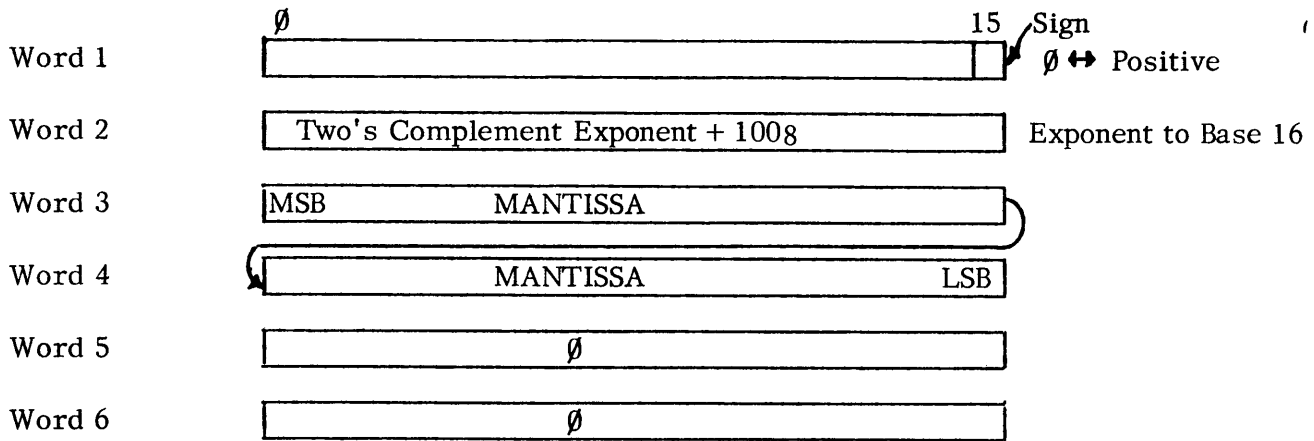 Ø 15 Sign
Word 1 Ø ↔ Positive
Word 2 Two's Complement Exponent + 100₈ Exponent to Base 16
Word 3 MSB MANTISSA
Word 4 MANTISSA LSB
Word 5 Ø
Word 6 Ø